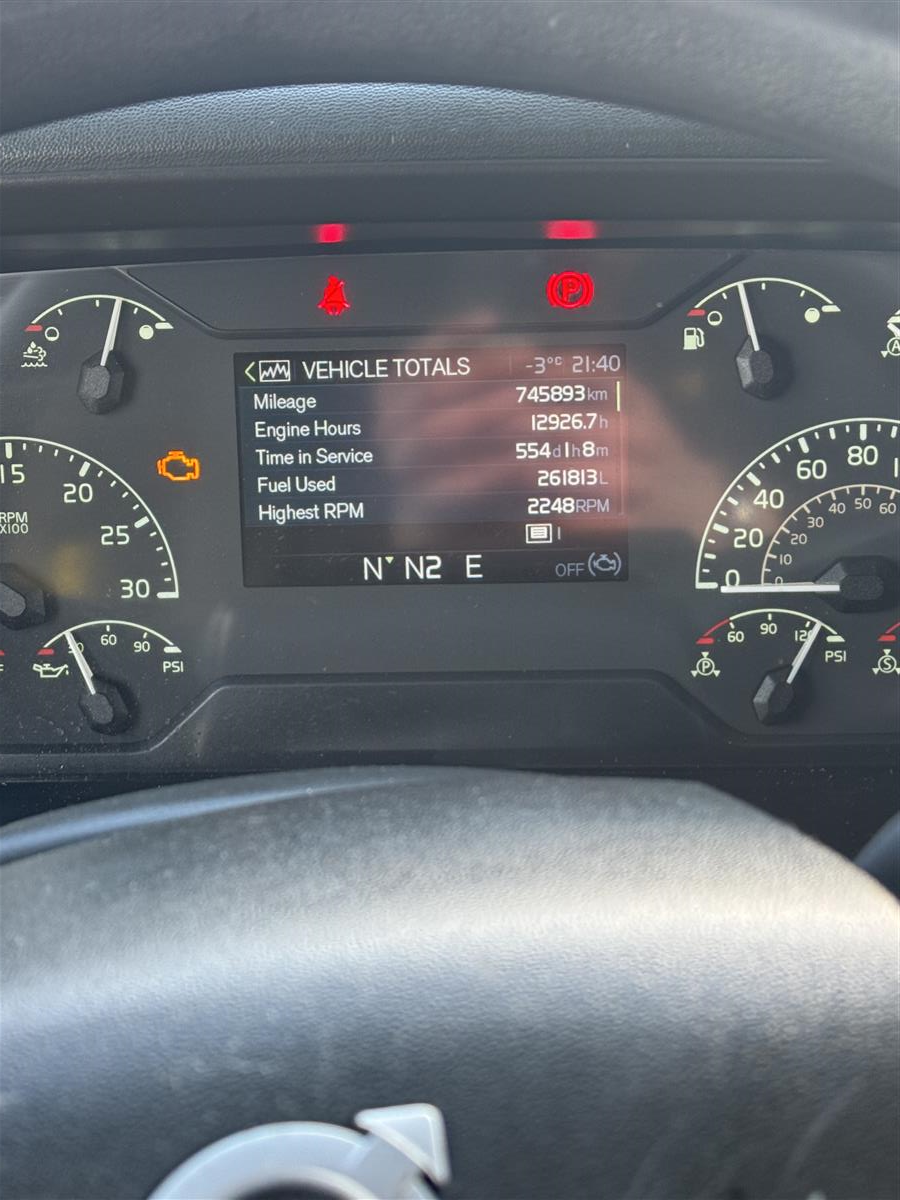 VEHICLE TOTALS -3°C 21:40
Mileage 745893km
Engine Hours 12926.7h
Time in Service 554d1h8m
Fuel Used 261813L
Highest RPM 2248RPM
1
N N2 E OFF
P
15
20
25
30
RPM
X100
60
90
PSI
20
40
60
80
0
10
20
30
40
50
60
0
60
90
PSI
P
S
A